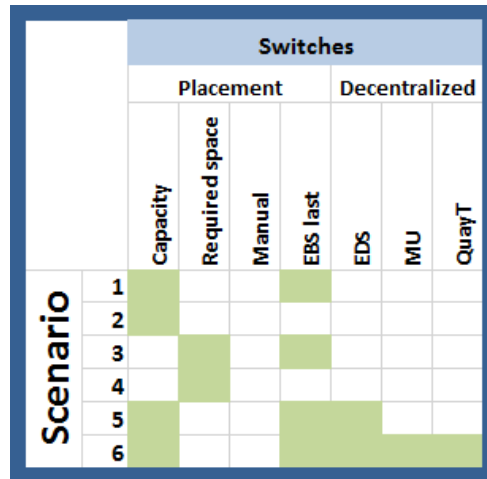 Switches
Placement
Decentralized
Capacity
Required space
Manual
EBS last
EDS
MU
QuayT
Scenario
1
2
3
4
5
6